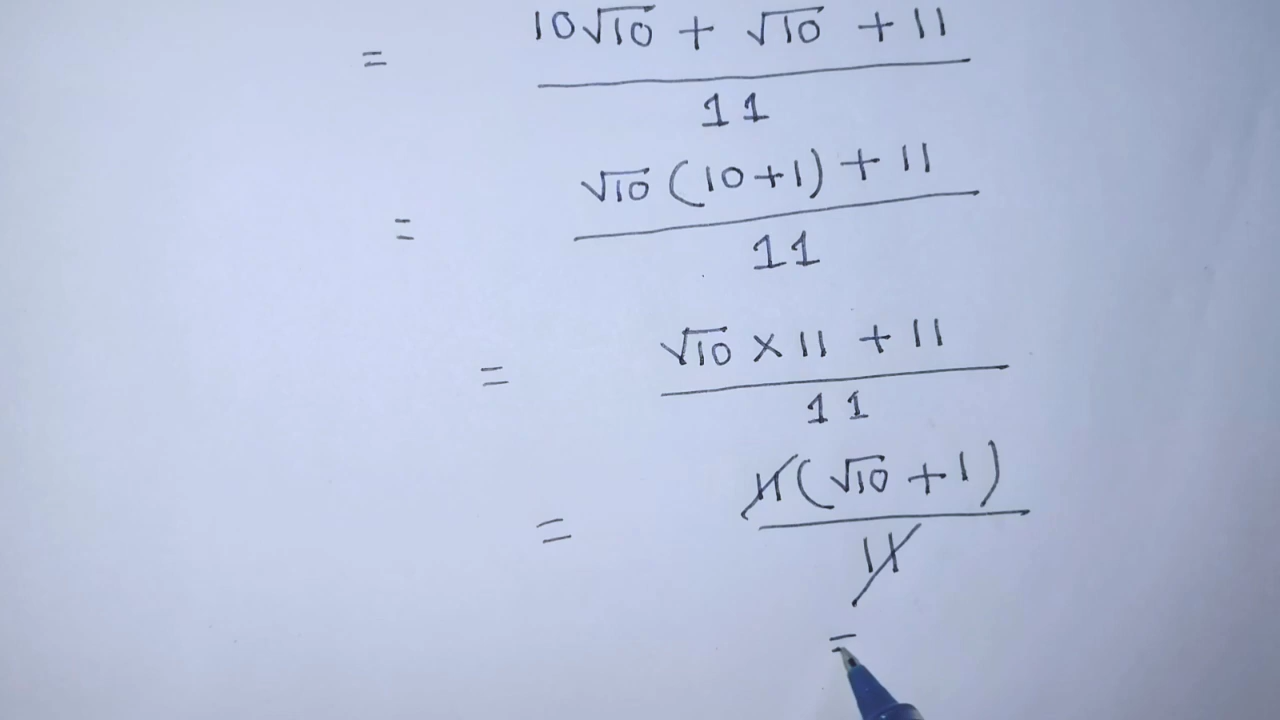 = (10√10 + √10 + 11) / 11
= (√10 (10+1) + 11) / 11
= (√10 × 11 + 11) / 11
= 11(√10 + 1) / 11
=